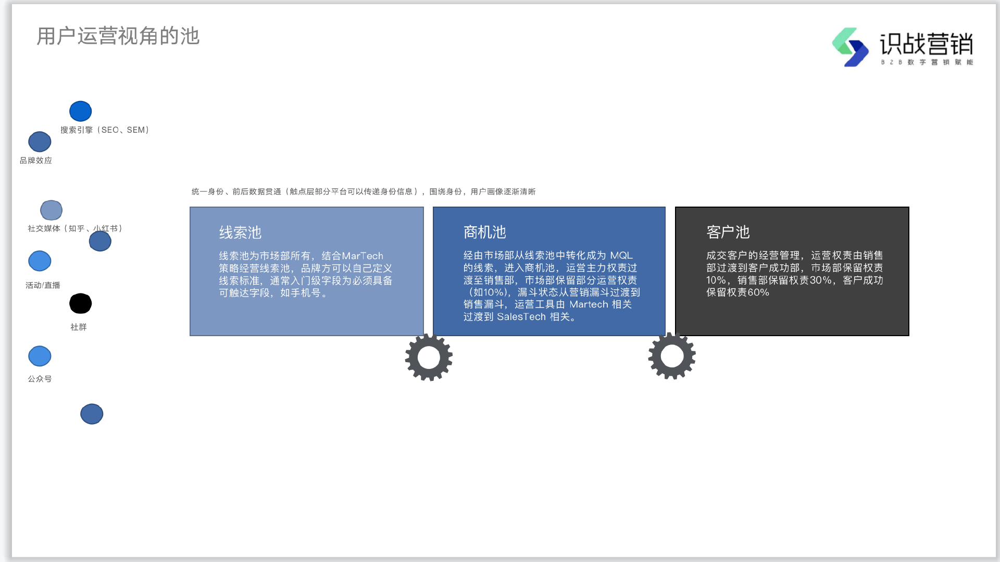 用户运营视角的池
识战营销
B2B数字营销赋能
搜索引擎（SEO、SEM）
品牌效应
社交媒体（知乎、小红书）
活动/直播
社群
公众号
统一身份、前后数据贯通（触点层部分平台可以传递身份信息），围绕身份，用户画像逐渐清晰
线索池
线索池为市场部所有，结合MarTech
策略经营线索池，品牌方可以自己定义
线索标准，通常入门级字段为必须具备
可触达字段，如手机号。
商机池
经由市场部从线索池中转化成为 MQL
的线索，进入商机池，运营主力权责过
渡至销售部，市场部保留部分运营权责
（如10%），漏斗状态从营销漏斗过渡到
销售漏斗，运营工具由 Martech 相关
过渡到 SalesTech 相关。
客户池
成交客户的经营管理，运营权责由销售
部过渡到客户成功部，市场部保留权责
10%，销售部保留权责30%，客户成功
保留权责60%